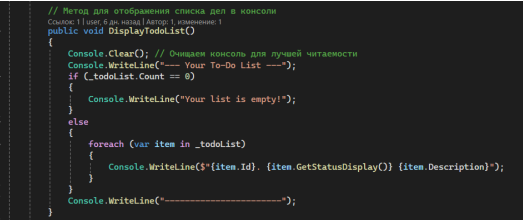 // Метод для отображения списка дел в консоли
Ссылок: 1 | user, 6 дн. назад | Автор: 1, изменение: 1
public void DisplayTodoList()
{
Console.Clear(); // Очищаем консоль для лучшей читаемости
Console.WriteLine("--- Your To-Do List ---");
if (_todoList.Count == 0)
{
Console.WriteLine("Your list is empty!");
}
else
{
foreach (var item in _todoList)
{
Console.WriteLine($"{item.Id}. {item.GetStatusDisplay()} {item.Description}");
}
}
Console.WriteLine("-----------------------");
}